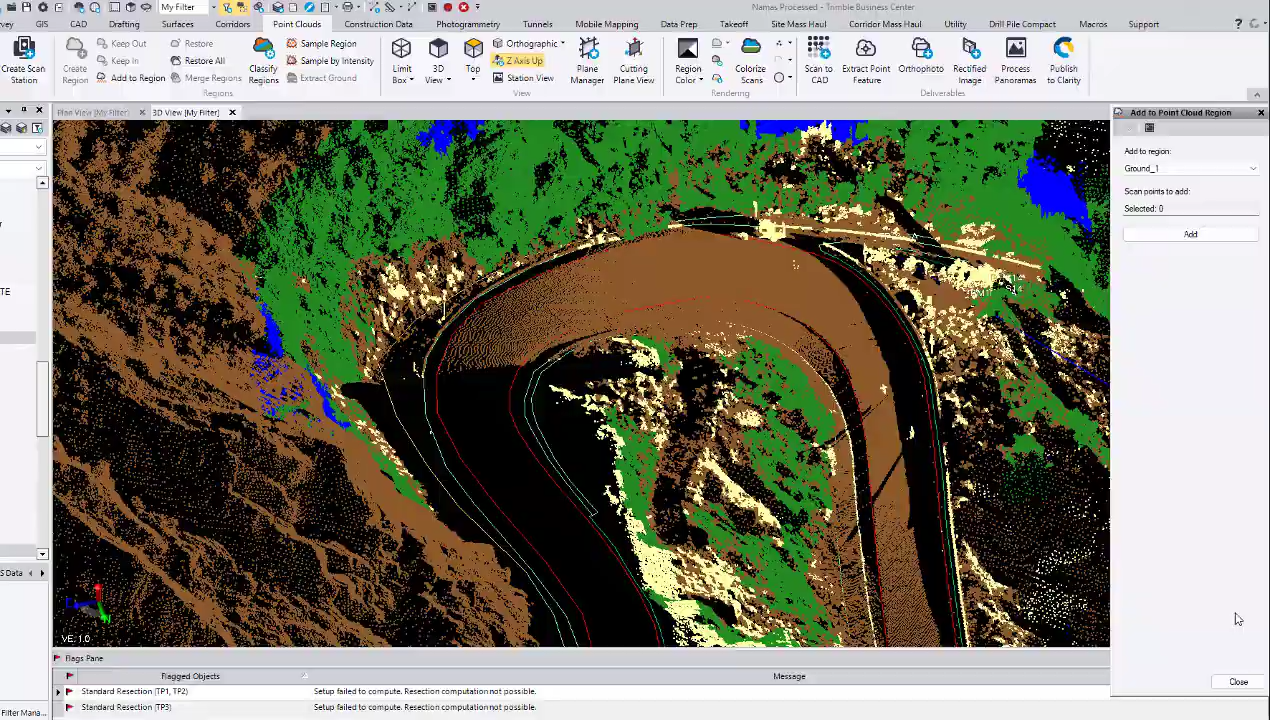 My Filter
Namas Processed - Trimble Business Center
GIS
CAD
Drafting
Surfaces
Corridors
Point Clouds
Construction Data
Photogrammetry
Tunnels
Mobile Mapping
Data Prep
Takeoff
Site Mass Haul
Corridor Mass Haul
Utility
Drill Pile Compact
Macros
Support
Create Scan Station
Create Region
Keep Out
Keep In
Add to Region
Restore
Restore All
Merge Regions
Classify Regions
Sample Region
Sample by Intensity
Extract Ground
Regions
Limit Box
3D View
Top
Orthographic
Z Axis Up
Station View
Plane Manager
Cutting Plane View
View
Region Color
Colorize Scans
Rendering
Scan to CAD
Extract Point Feature
Orthophoto
Rectified Image
Process Panoramas
Publish to Clarity
Deliverables
Plan View [My Filter]
3D View [My Filter]
Add to Point Cloud Region
Add to region:
Ground_1
Scan points to add:
Selected: 0
Add
TE
S Data
VE: 1.0
Close
Flags Pane
Flagged Objects
Message
Standard Resection (TP1, TP2)
Setup failed to compute. Resection computation not possible.
Standard Resection (TP3)
Setup failed to compute. Resection computation not possible.
Filter Mana...